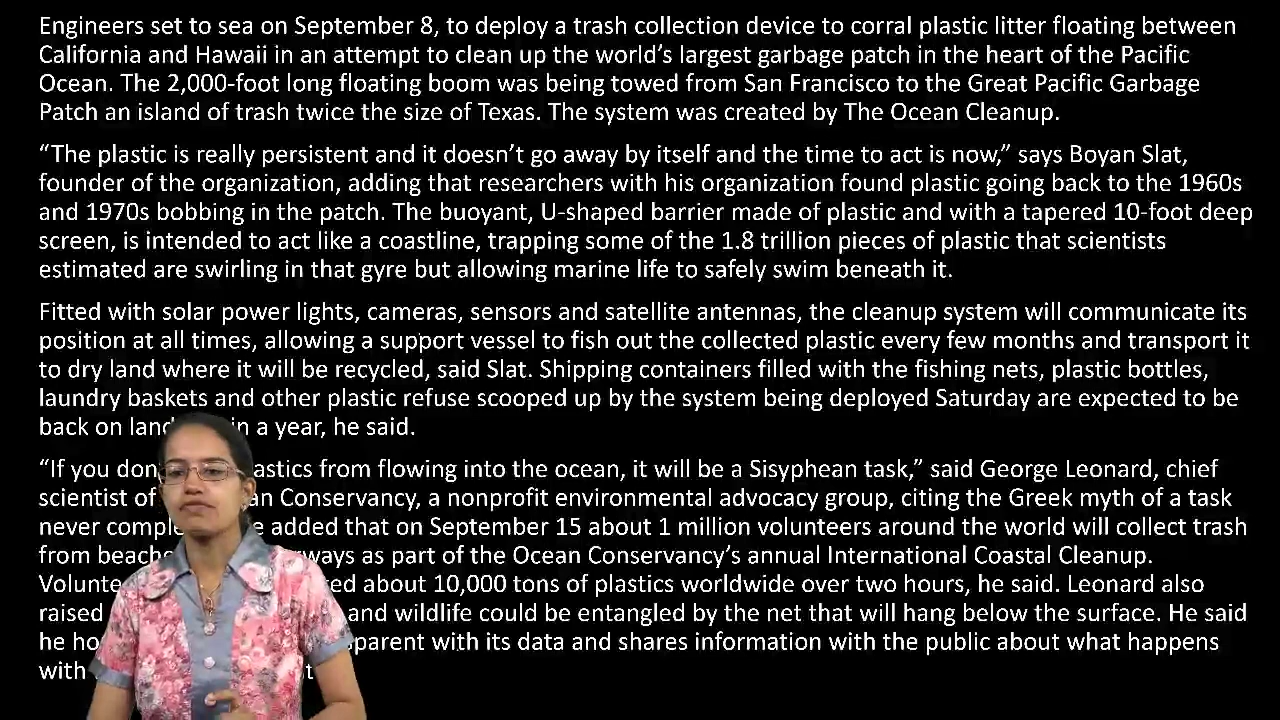 Engineers set to sea on September 8, to deploy a trash collection device to corral plastic litter floating between
California and Hawaii in an attempt to clean up the world's largest garbage patch in the heart of the Pacific
Ocean. The 2,000-foot long floating boom was being towed from San Francisco to the Great Pacific Garbage
Patch an island of trash twice the size of Texas. The system was created by The Ocean Cleanup.
“The plastic is really persistent and it doesn't go away by itself and the time to act is now,” says Boyan Slat,
founder of the organization, adding that researchers with his organization found plastic going back to the 1960s
and 1970s bobbing in the patch. The buoyant, U-shaped barrier made of plastic and with a tapered 10-foot deep
screen, is intended to act like a coastline, trapping some of the 1.8 trillion pieces of plastic that scientists
estimated are swirling in that gyre but allowing marine life to safely swim beneath it.
Fitted with solar power lights, cameras, sensors and satellite antennas, the cleanup system will communicate its
position at all times, allowing a support vessel to fish out the collected plastic every few months and transport it
to dry land where it will be recycled, said Slat. Shipping containers filled with the fishing nets, plastic bottles,
laundry baskets and other plastic refuse scooped up by the system being deployed Saturday are expected to be
back on in a year, he said.
“If you from flowing into the ocean, it will be a Sisyphean task,” said George Leonard, chief
scientist of Conservancy, a nonprofit environmental advocacy group, citing the Greek myth of a task
never added that on September 15 about 1 million volunteers around the world will collect trash
from as part of the Ocean Conservancy's annual International Coastal Cleanup.
about 10,000 tons of plastics worldwide over two hours, he said. Leonard also
raised and wildlife could be entangled by the net that will hang below the surface. He said
he with its data and shares information with the public about what happens
with